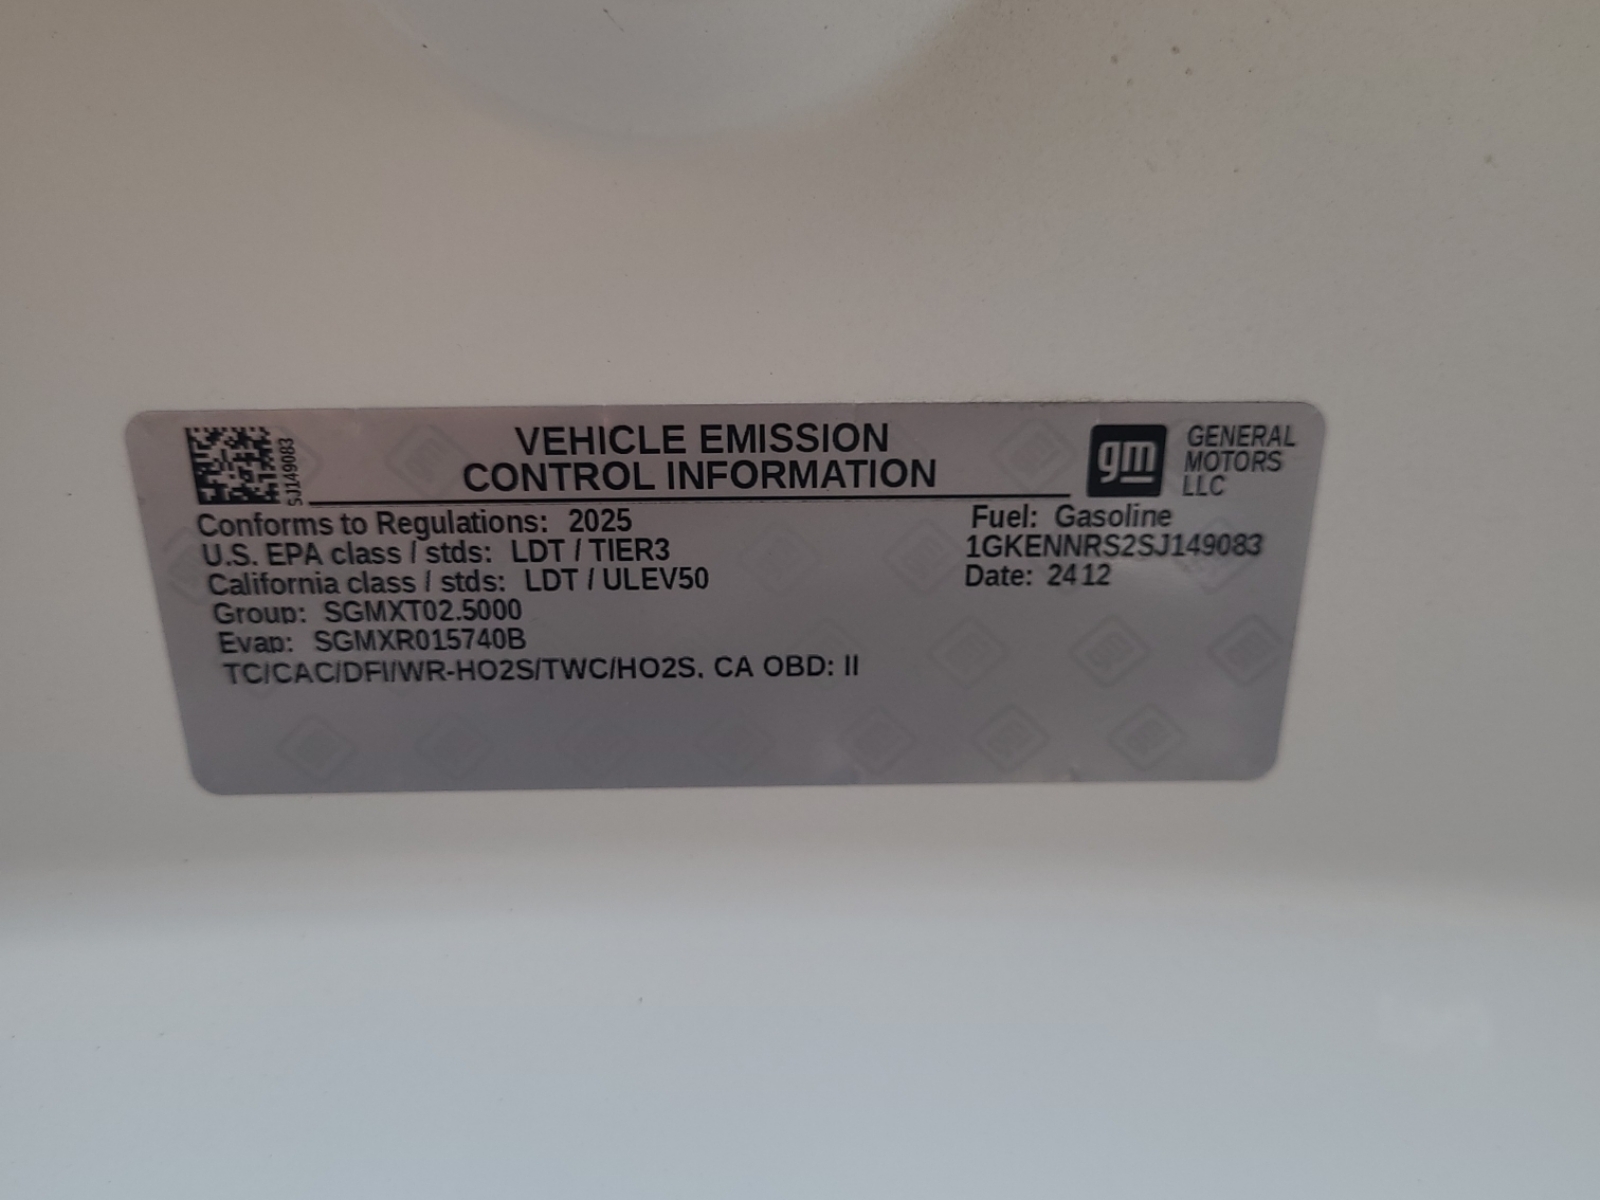 SJ149083
VEHICLE EMISSION
CONTROL INFORMATION
gm
GENERAL
MOTORS
LLC
Conforms to Regulations: 2025
U.S. EPA class / stds: LDT / TIER3
California class / stds: LDT / ULEV50
Group: SGMXT02.5000
Evap: SGMXR015740B
TC/CAC/DFI/WR-HO2S/TWC/HO2S. CA OBD: II
Fuel: Gasoline
1GKENNRS2SJ149083
Date: 2412